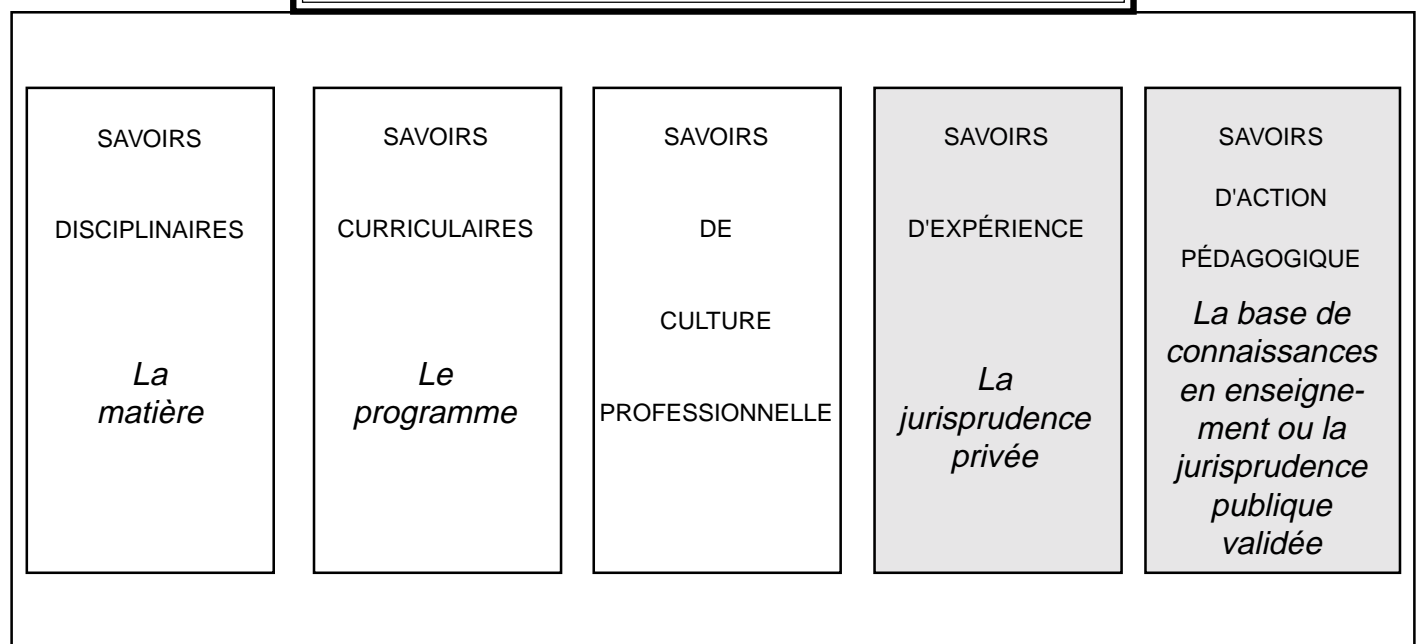 SAVOIRS
DISCIPLINAIRES
La
matière
SAVOIRS
CURRICULAIRES
Le
programme
SAVOIRS
DE
CULTURE
PROFESSIONNELLE
SAVOIRS
D'EXPÉRIENCE
La
jurisprudence
privée
SAVOIRS
D'ACTION
PÉDAGOGIQUE
La base de
connaissances
en enseigne-
ment ou la
jurisprudence
publique
validée